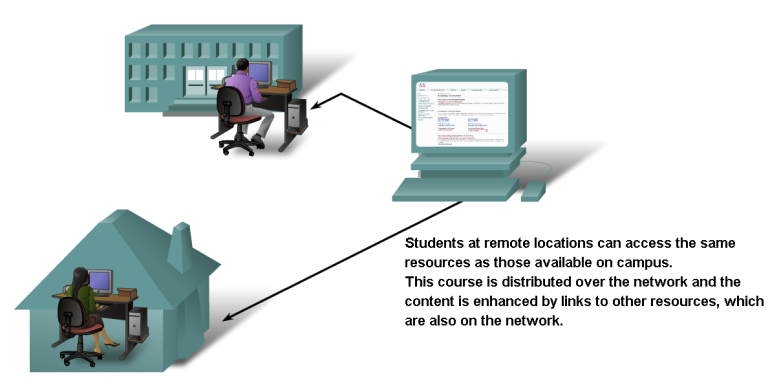 Students at remote locations can access the same
resources as those available on campus.
This course is distributed over the network and the
content is enhanced by links to other resources, which
are also on the network.